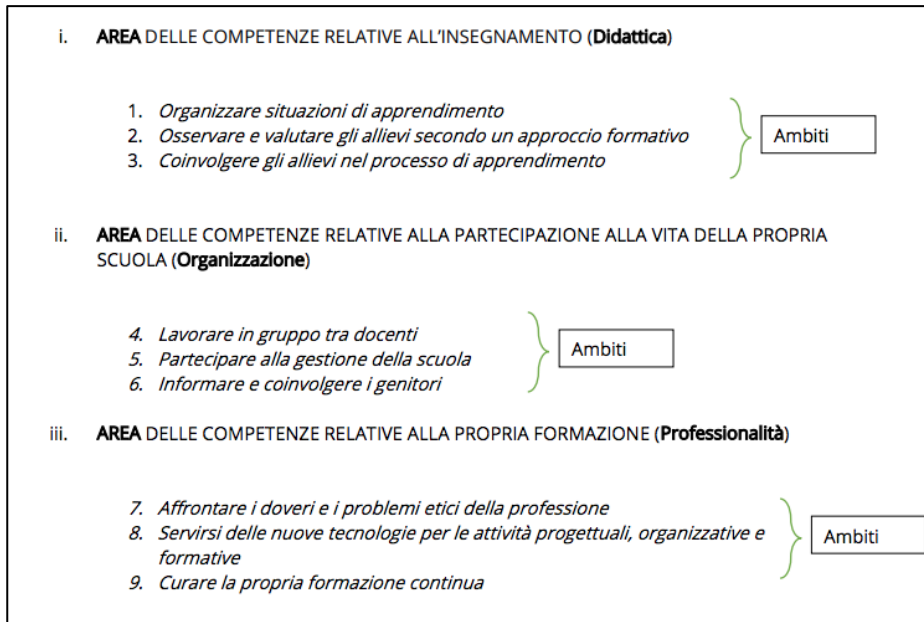 i. AREA DELLE COMPETENZE RELATIVE ALL'INSEGNAMENTO (Didattica)
1. Organizzare situazioni di apprendimento
2. Osservare e valutare gli allievi secondo un approccio formativo
3. Coinvolgere gli allievi nel processo di apprendimento
Ambiti
ii. AREA DELLE COMPETENZE RELATIVE ALLA PARTECIPAZIONE ALLA VITA DELLA PROPRIA
SCUOLA (Organizzazione)
4. Lavorare in gruppo tra docenti
5. Partecipare alla gestione della scuola
6. Informare e coinvolgere i genitori
Ambiti
iii. AREA DELLE COMPETENZE RELATIVE ALLA PROPRIA FORMAZIONE (Professionalità)
7. Affrontare i doveri e i problemi etici della professione
8. Servirsi delle nuove tecnologie per le attività progettuali, organizzative e
formative
9. Curare la propria formazione continua
Ambiti